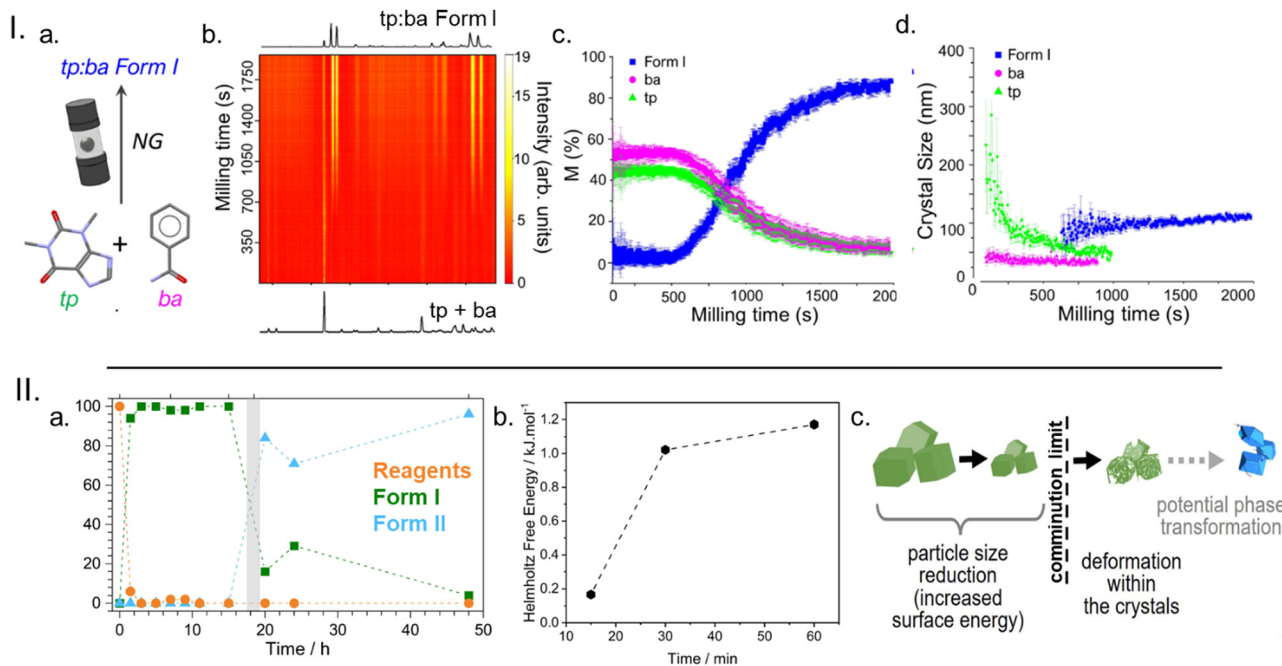 I.
a.
tp:ba Form I
NG
tp
+
ba
b.
tp:ba Form I
Milling time (s)
1750
1400
1050
700
350
19
15
10
5
0
Intensity (arb. units)
tp + ba
c.
Form I
ba
tp
M (%)
100
80
60
40
20
0
0 500 1000 1500 2000
Milling time (s)
d.
Form I
ba
tp
Crystal Size (nm)
400
300
200
100
50
0
500 1000 1500 2000
Milling time (s)
II.
a.
100
80
60
40
20
0
Reagents
Form I
Form II
0 10 20 30 40 50
Time / h
b.
Helmholtz Free Energy / kJ.mol⁻¹
1.2
1.0
0.8
0.6
0.4
0.2
0.0
10 20 30 40 50 60
Time / min
c.
comminution limit
potential phase
transformation
particle size
reduction
(increased
surface energy)
deformation
within
the crystals